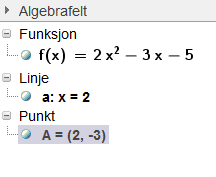 Algebrafelt
Funksjon
f(x) = 2 x² − 3 x − 5
Linje
a: x = 2
Punkt
A = (2, -3)